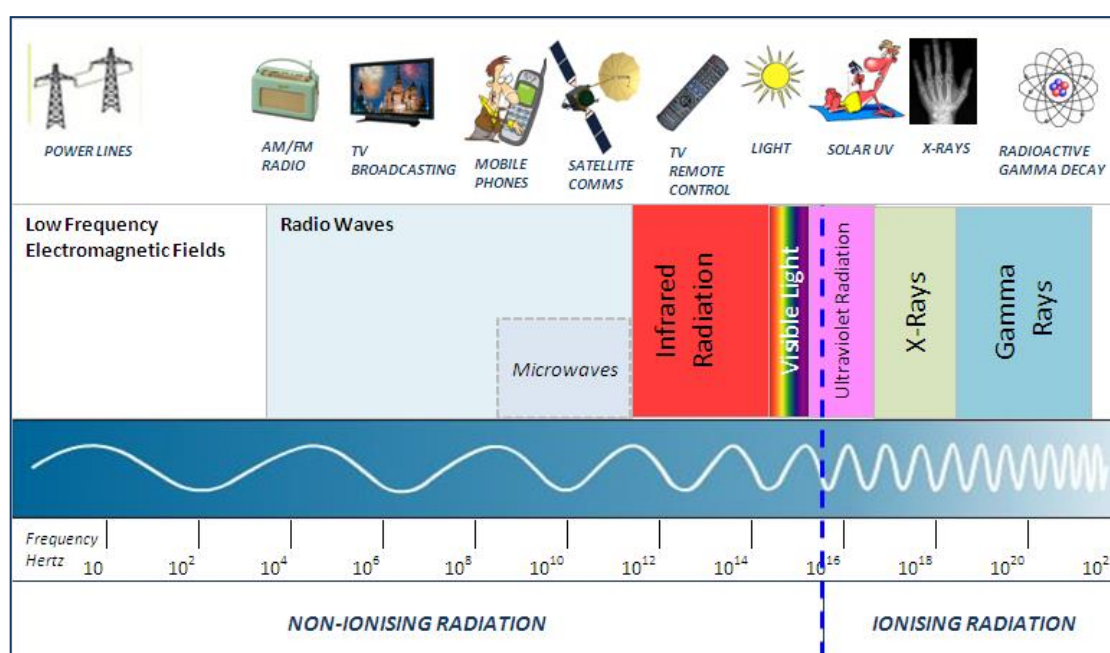 POWER LINES
AM/FM
RADIO
TV
BROADCASTING
MOBILE
PHONES
SATELLITE
COMMS
TV
REMOTE
CONTROL
LIGHT
SOLAR UV
X-RAYS
RADIOACTIVE
GAMMA DECAY
Low Frequency
Electromagnetic Fields
Radio Waves
Microwaves
Infrared
Radiation
Visible Light
Ultraviolet Radiation
X-Rays
Gamma
Rays
Frequency
Hertz
10 10² 10⁴ 10⁶ 10⁸ 10¹⁰ 10¹² 10¹⁴ 10¹⁶ 10¹⁸ 10²⁰
NON-IONISING RADIATION
IONISING RADIATION